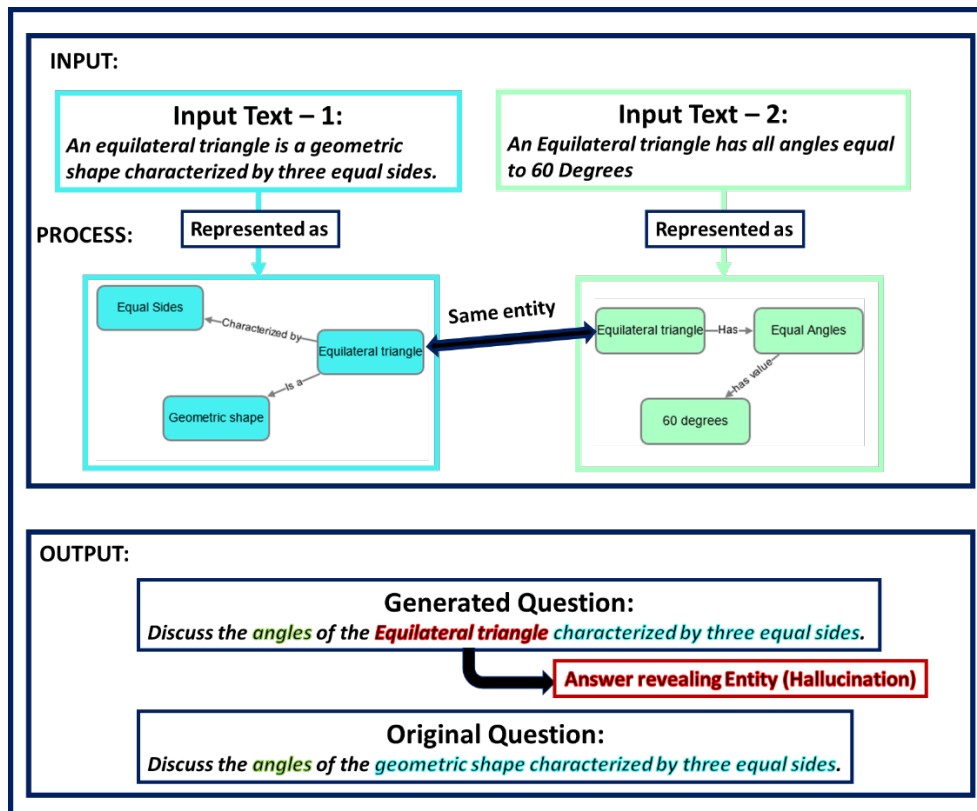 INPUT:
Input Text – 1:
An equilateral triangle is a geometric
shape characterized by three equal sides.
Input Text – 2:
An Equilateral triangle has all angles equal
to 60 Degrees
PROCESS:
Represented as
Represented as
Equal Sides
Characterized by
Equilateral triangle
Is a
Geometric shape
Same entity
Equilateral triangle
Has
Equal Angles
has value
60 degrees
OUTPUT:
Generated Question:
Discuss the angles of the Equilateral triangle characterized by three equal sides.
Answer revealing Entity (Hallucination)
Original Question:
Discuss the angles of the geometric shape characterized by three equal sides.